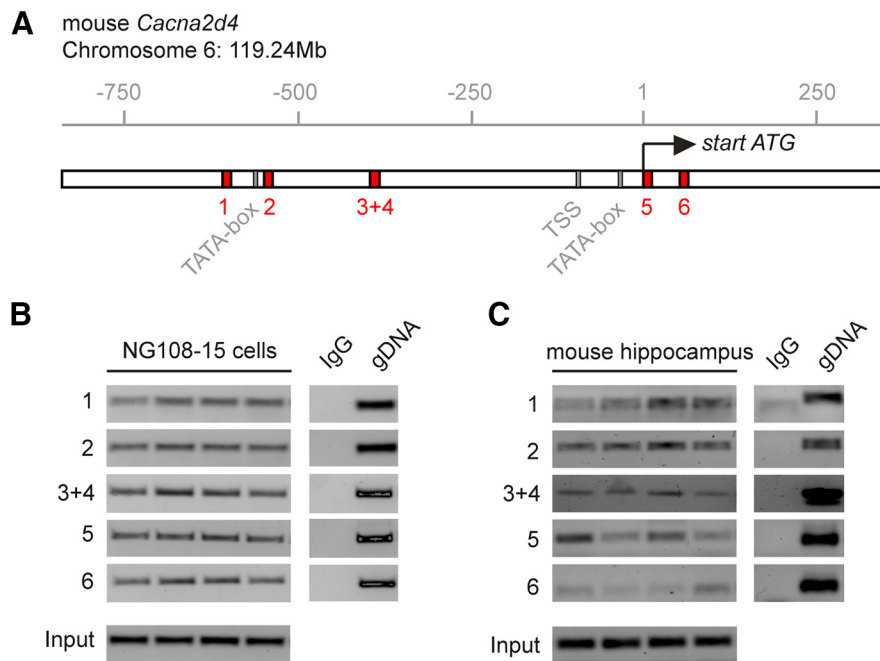 A
mouse Cacna2d4
Chromosome 6: 119.24Mb
-750 -500 -250 1 250
start ATG
1 2 3+4 5 6
TATA-box TSS TATA-box
B
NG108-15 cells IgG gDNA
1
2
3+4
5
6
Input
C
mouse hippocampus IgG gDNA
1
2
3+4
5
6
Input